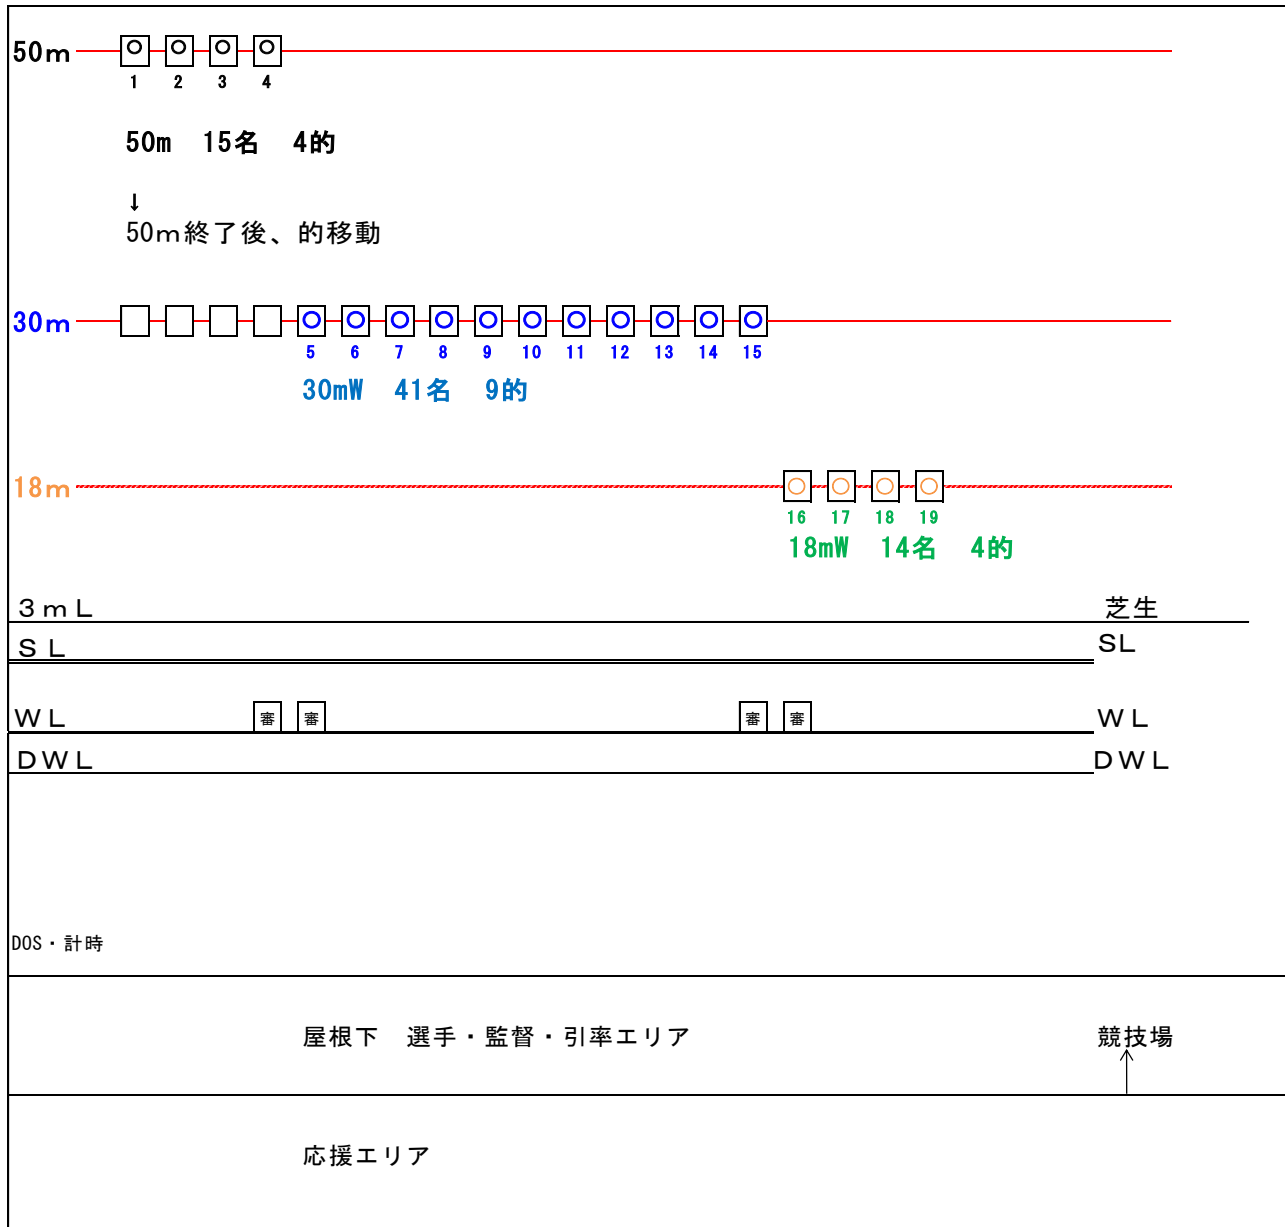 50ｍ
1 2 3 4
50m 15名 4的
↓
50ｍ終了後、的移動
30ｍ
5 6 7 8 9 10 11 12 13 14 15
30mW 41名 9的
18ｍ
16 17 18 19
18mW 14名 4的
３ｍＬ 芝生
ＳＬ SL
ＷＬ 審 審 審 審 ＷＬ
ＤＷＬ ＤＷＬ
DOS・計時
屋根下 選手・監督・引率エリア 競技場
応援エリア